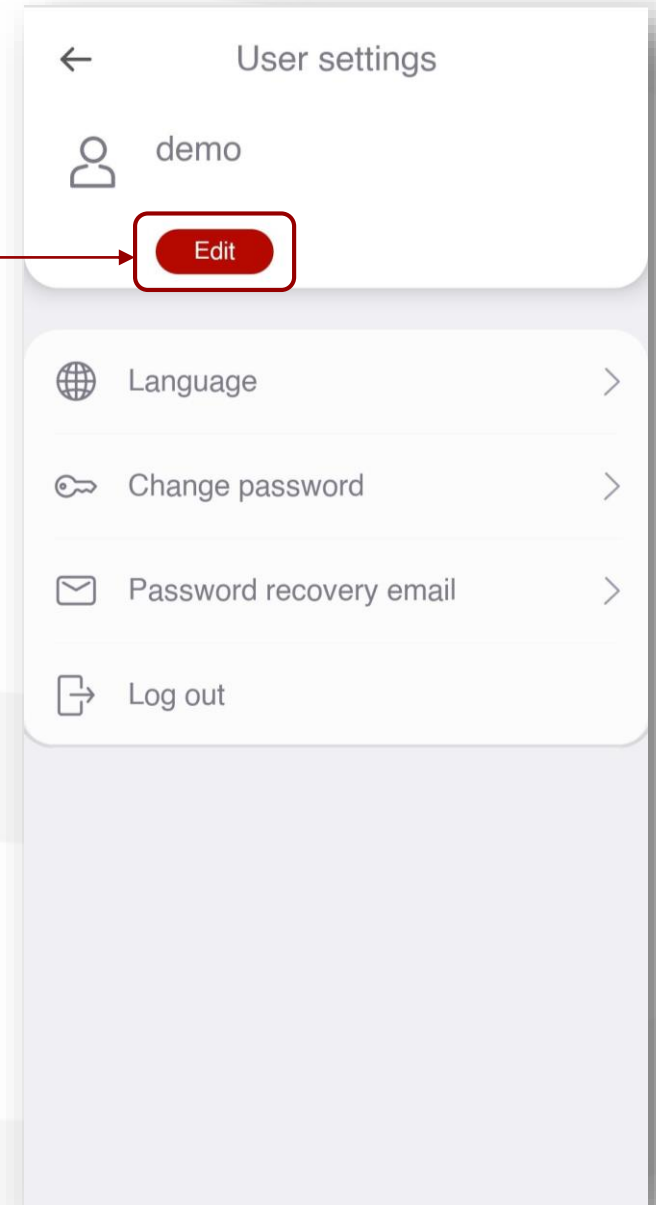 User settings
demo
Edit
Language
Change password
Password recovery email
Log out